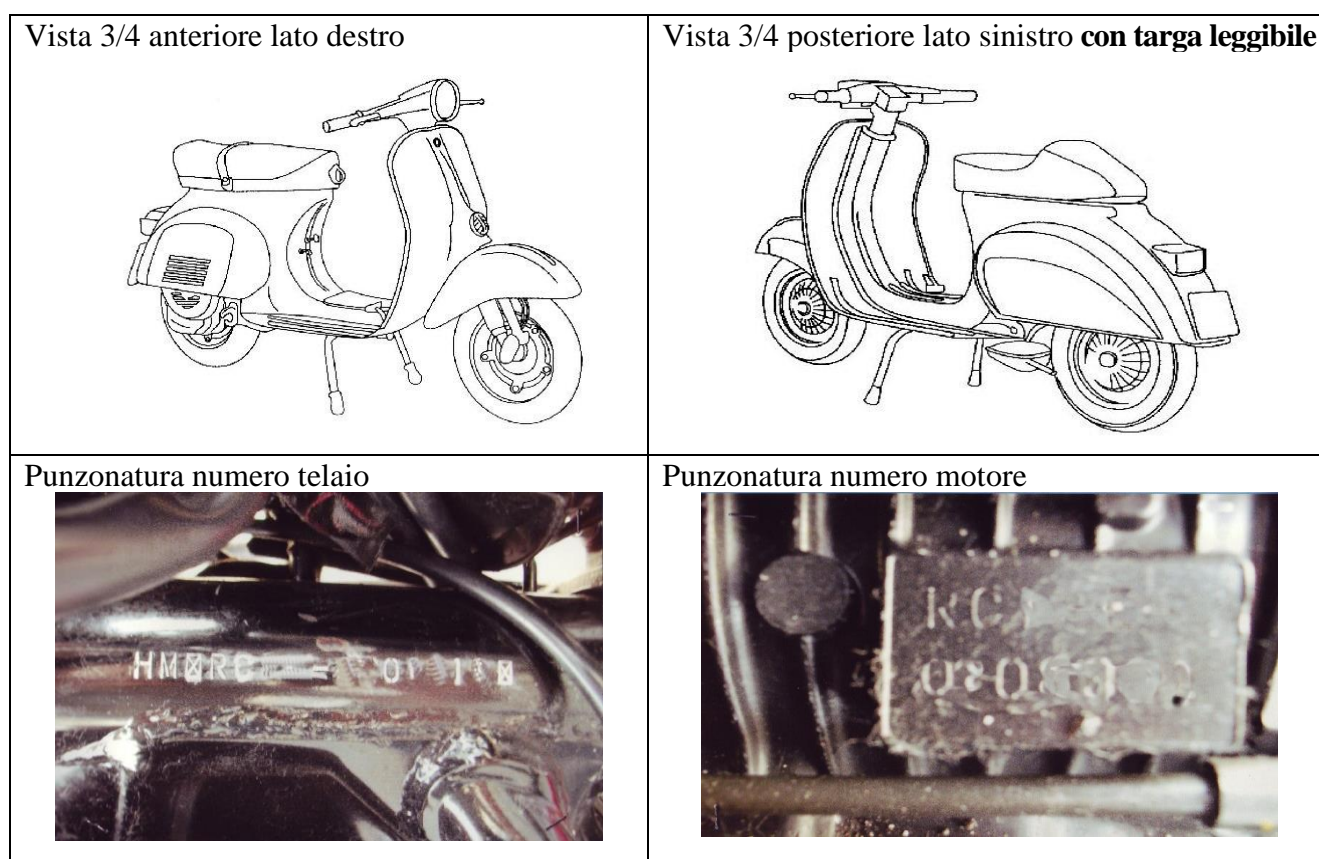 Vista 3/4 anteriore lato destro
Vista 3/4 posteriore lato sinistro con targa leggibile
Punzonatura numero telaio
Punzonatura numero motore